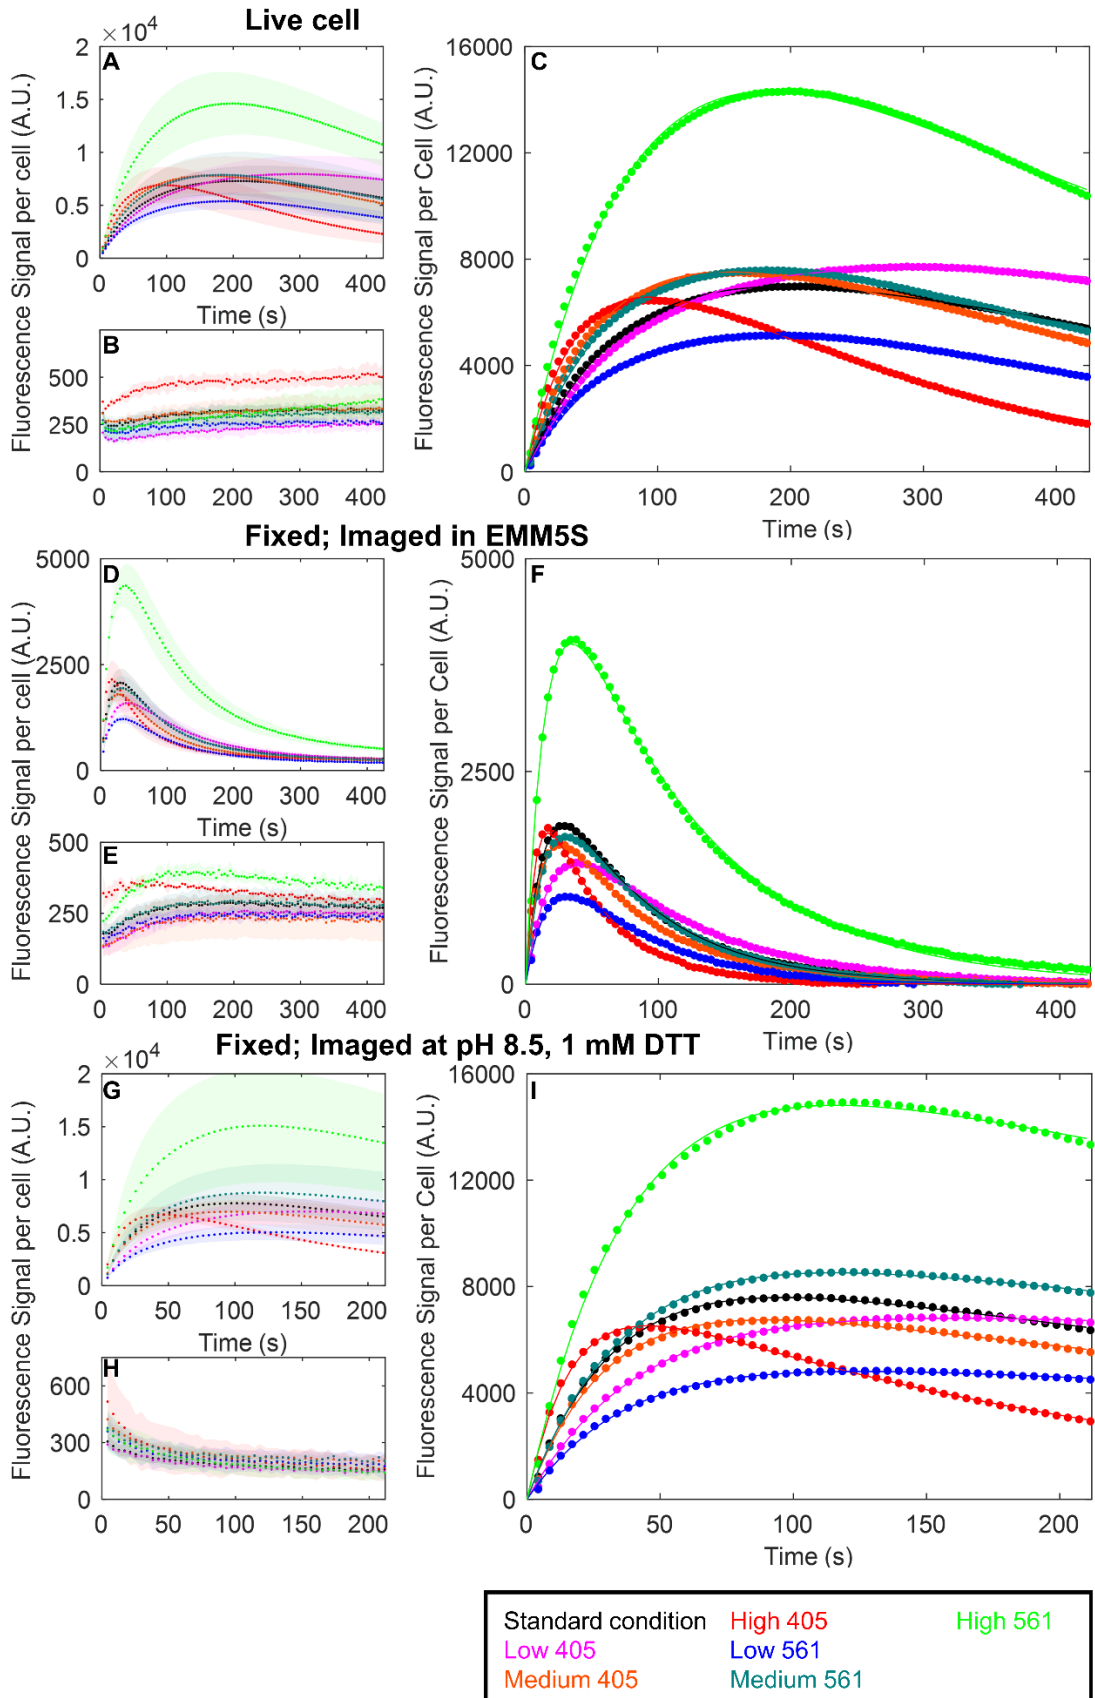 Live cell
×10⁴
A
2
1.5
1
0.5
0
0 100 200 300 400
Time (s)
Fluorescence Signal per cell (A.U.)
B
500
250
0
0 100 200 300 400
C
16000
12000
8000
4000
0
0 100 200 300 400
Time (s)
Fluorescence Signal per Cell (A.U.)
Fixed; Imaged in EMM5S
D
5000
2500
0
0 100 200 300 400
Time (s)
Fluorescence Signal per cell (A.U.)
E
500
250
0
0 100 200 300 400
F
5000
2500
0
0 100 200 300 400
Time (s)
Fluorescence Signal per Cell (A.U.)
Fixed; Imaged at pH 8.5, 1 mM DTT
×10⁴
G
2
1.5
1
0.5
0
0 50 100 150 200
Time (s)
Fluorescence Signal per cell (A.U.)
H
600
300
0
0 50 100 150 200
I
16000
12000
8000
4000
0
0 50 100 150 200
Time (s)
Fluorescence Signal per Cell (A.U.)
Standard condition High 405 High 561
Low 405 Low 561
Medium 405 Medium 561